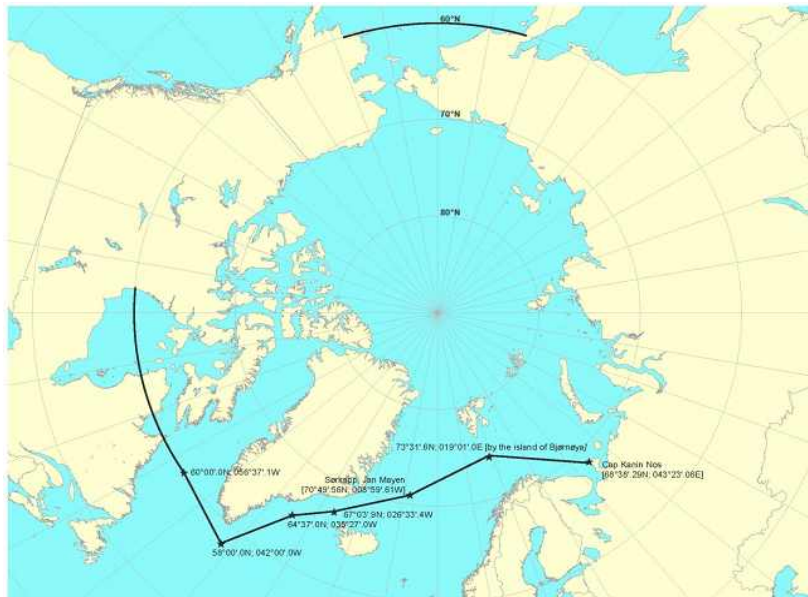 60°N
70°N
80°N
73°31'.6N; 019°01'.0E [by the island of Bjørnøya]
Cap Kanin Nos
[68°38'.29N; 043°23'.06E]
Sørkapp, Jan Mayen
[70°49'.56N; 008°59'.61W]
60°00'.0N; 056°37'.1W
67°03'.9N; 026°33'.4W
64°37'.0N; 035°27'.0W
58°00'.0N; 042°00'.0W